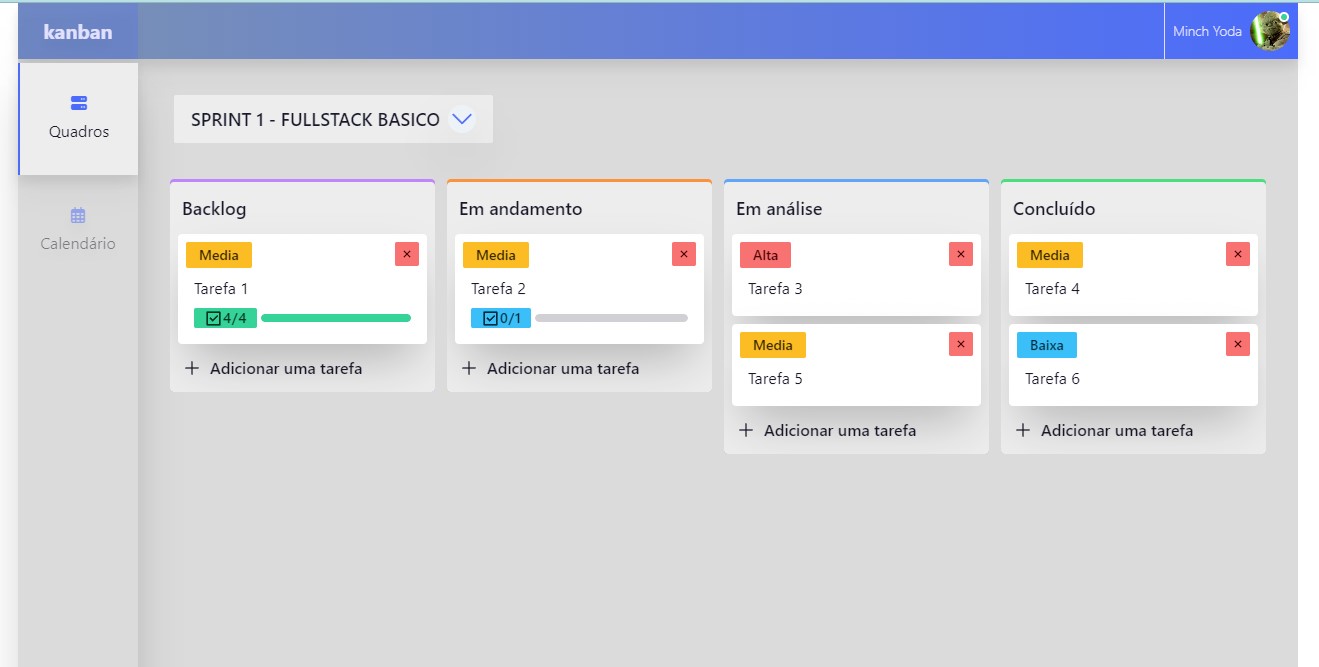 kanban
Minch Yoda
Quadros
Calendário
SPRINT 1 - FULLSTACK BASICO
Backlog
Media
Tarefa 1
4/4
Adicionar uma tarefa
Em andamento
Media
Tarefa 2
0/1
Adicionar uma tarefa
Em análise
Alta
Tarefa 3
Media
Tarefa 5
Adicionar uma tarefa
Concluído
Media
Tarefa 4
Baixa
Tarefa 6
Adicionar uma tarefa